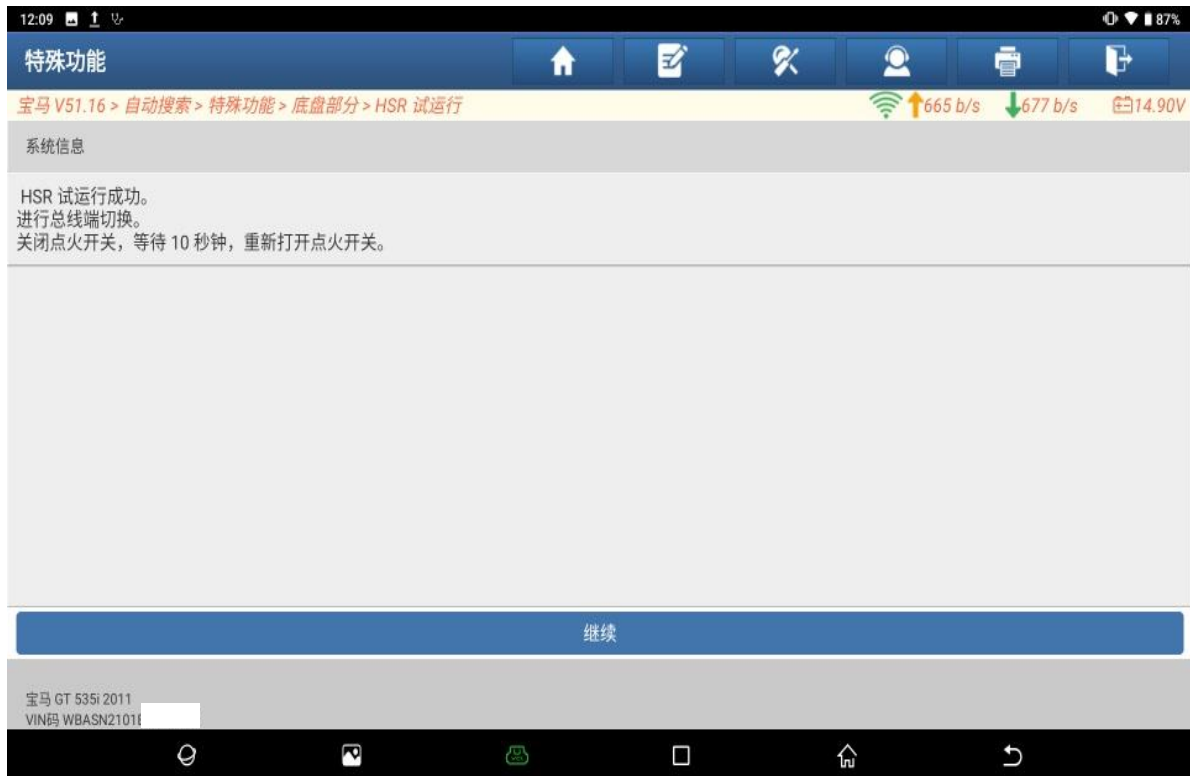 12:09
87%
特殊功能
宝马 V51.16 > 自动搜索 > 特殊功能 > 底盘部分 > HSR 试运行
665 b/s 677 b/s 14.90V
系统信息
HSR 试运行成功。
进行总线端切换。
关闭点火开关，等待 10 秒钟，重新打开点火开关。
继续
宝马 GT 535i 2011
VIN码 WBASN2101
VCI